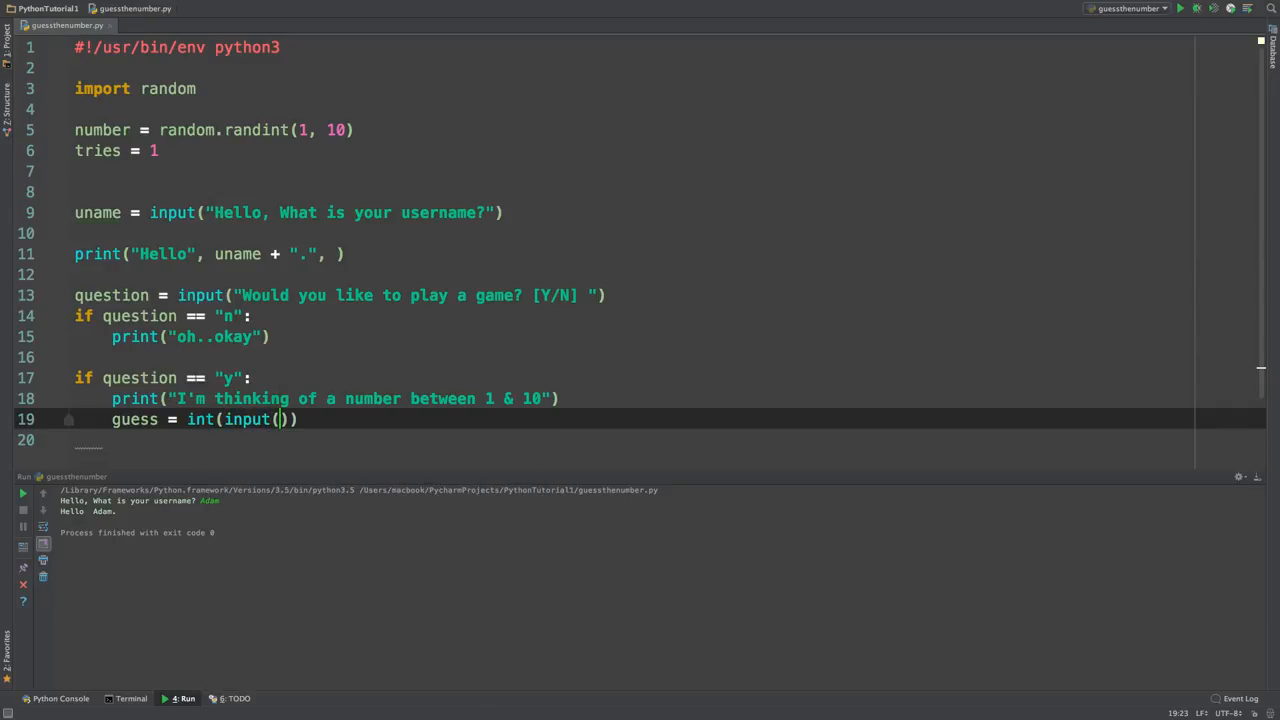 PythonTutorial1 guessthenumber.py guessthenumber
guessthenumber.py
1: Project
Z: Structure
Database
1 #!/usr/bin/env python3
2
3 import random
4
5 number = random.randint(1, 10)
6 tries = 1
7
8
9 uname = input("Hello, What is your username?")
10
11 print("Hello", uname + ".", )
12
13 question = input("Would you like to play a game? [Y/N] ")
14 if question == "n":
15     print("oh..okay")
16
17 if question == "y":
18     print("I'm thinking of a number between 1 & 10")
19     guess = int(input())
20
Run guessthenumber
/Library/Frameworks/Python.framework/Versions/3.5/bin/python3.5 /Users/macbook/PycharmProjects/PythonTutorial1/guessthenumber.py
Hello, What is your username? Adam
Hello  Adam.
Process finished with exit code 0
2: Favorites
Python Console Terminal 4: Run 6: TODO Event Log
19:23 LF÷ UTF-8÷